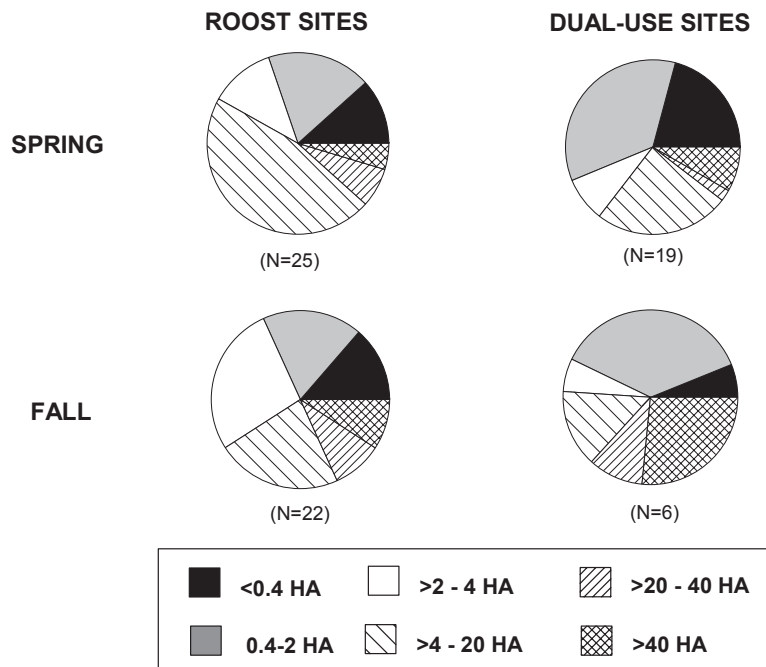 ROOST SITES DUAL-USE SITES
SPRING
(N=25) (N=19)
FALL
(N=22) (N=6)
<0.4 HA >2 - 4 HA >20 - 40 HA
0.4-2 HA >4 - 20 HA >40 HA